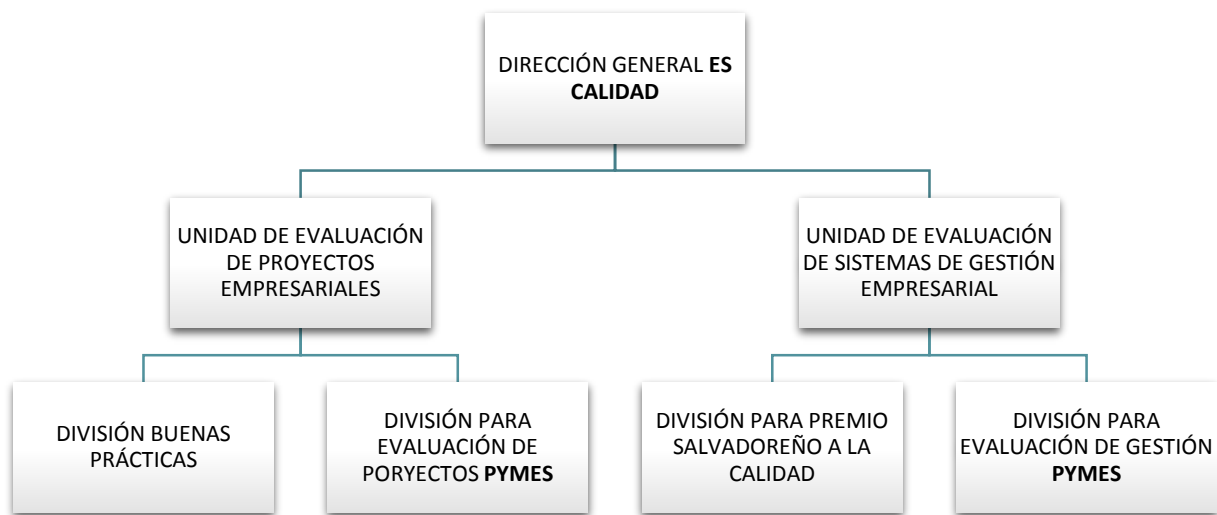 DIRECCIÓN GENERAL ES
CALIDAD
UNIDAD DE EVALUACIÓN
DE PROYECTOS
EMPRESARIALES
UNIDAD DE EVALUACIÓN
DE SISTEMAS DE GESTIÓN
EMPRESARIAL
DIVISIÓN BUENAS
PRÁCTICAS
DIVISIÓN PARA
EVALUACIÓN DE
PORYECTOS PYMES
DIVISIÓN PARA PREMIO
SALVADOREÑO A LA
CALIDAD
DIVISIÓN PARA
EVALUACIÓN DE GESTIÓN
PYMES